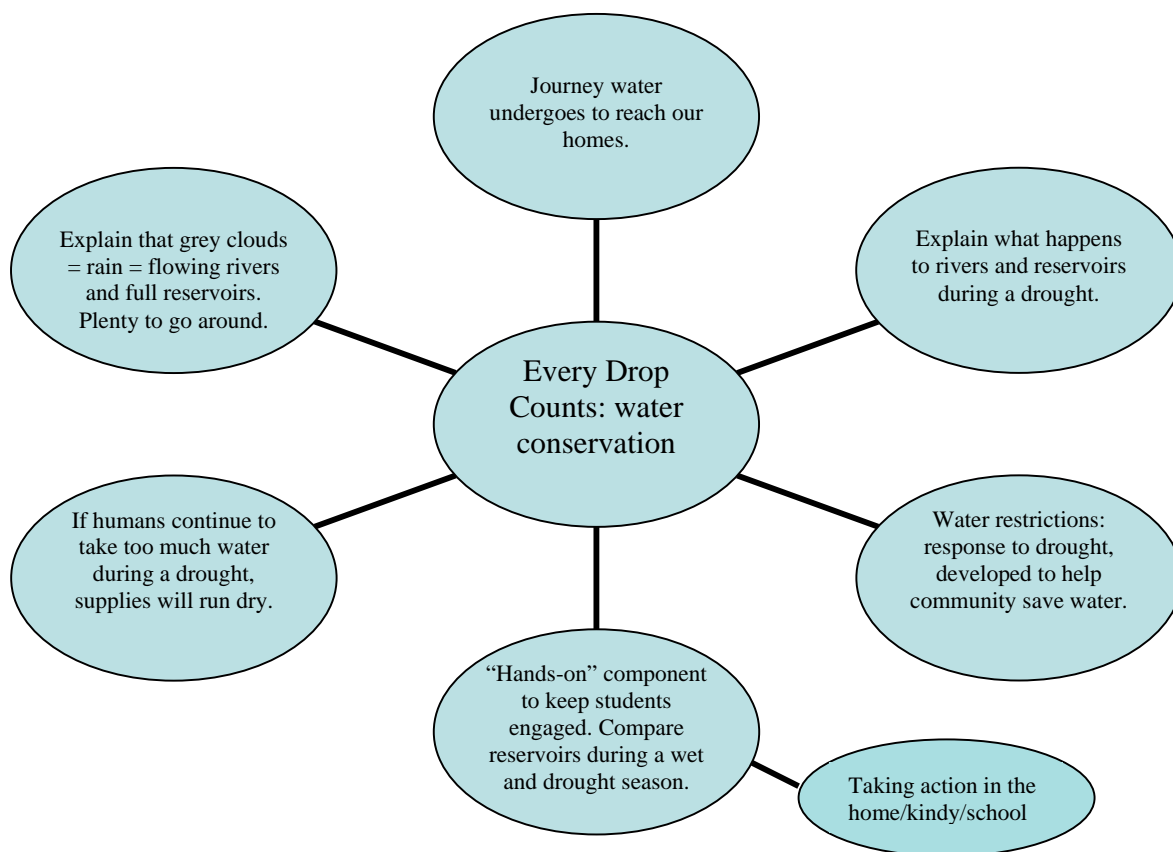 Journey water
undergoes to reach our
homes.
Explain that grey clouds
= rain = flowing rivers
and full reservoirs.
Plenty to go around.
Explain what happens
to rivers and reservoirs
during a drought.
Every Drop
Counts: water
conservation
If humans continue to
take too much water
during a drought,
supplies will run dry.
Water restrictions:
response to drought,
developed to help
community save water.
“Hands-on” component
to keep students
engaged. Compare
reservoirs during a wet
and drought season.
Taking action in the
home/kindy/school